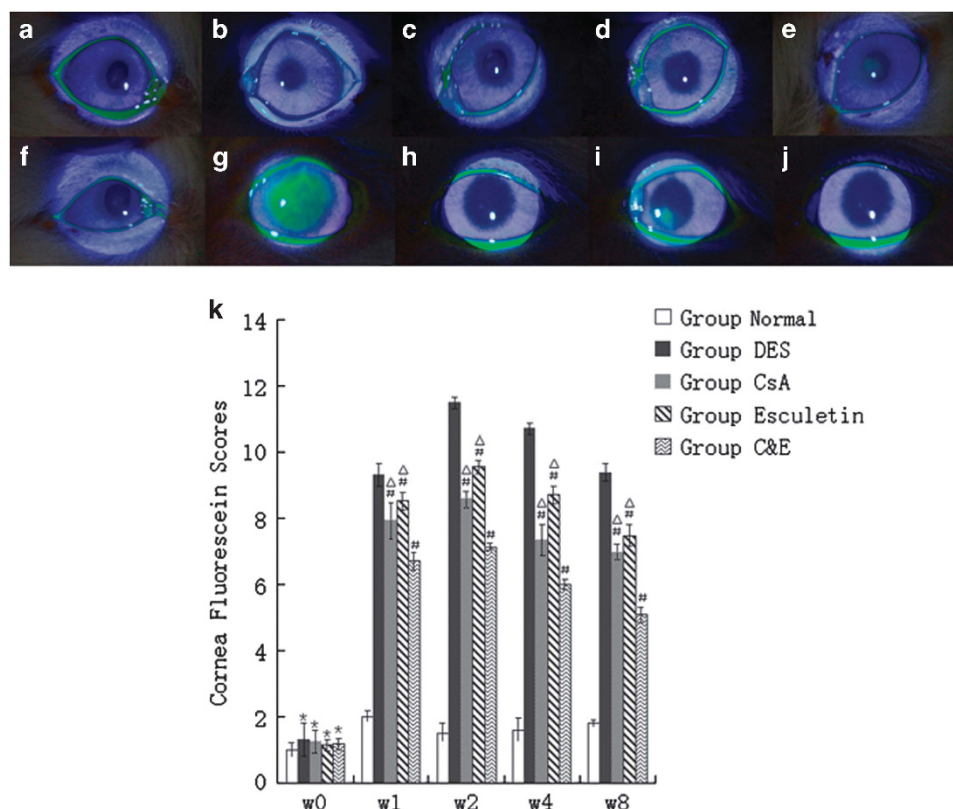 a b c d e
f g h i j
k
14
12
10
8
6
4
2
0
Cornea Fluorescein Scores
Group Normal
Group DES
Group CsA
Group Esculetin
Group C&E
* * * *
△ △
# # #
△ △
# # #
△ △
# # #
△ △
# # #
w0 w1 w2 w4 w8